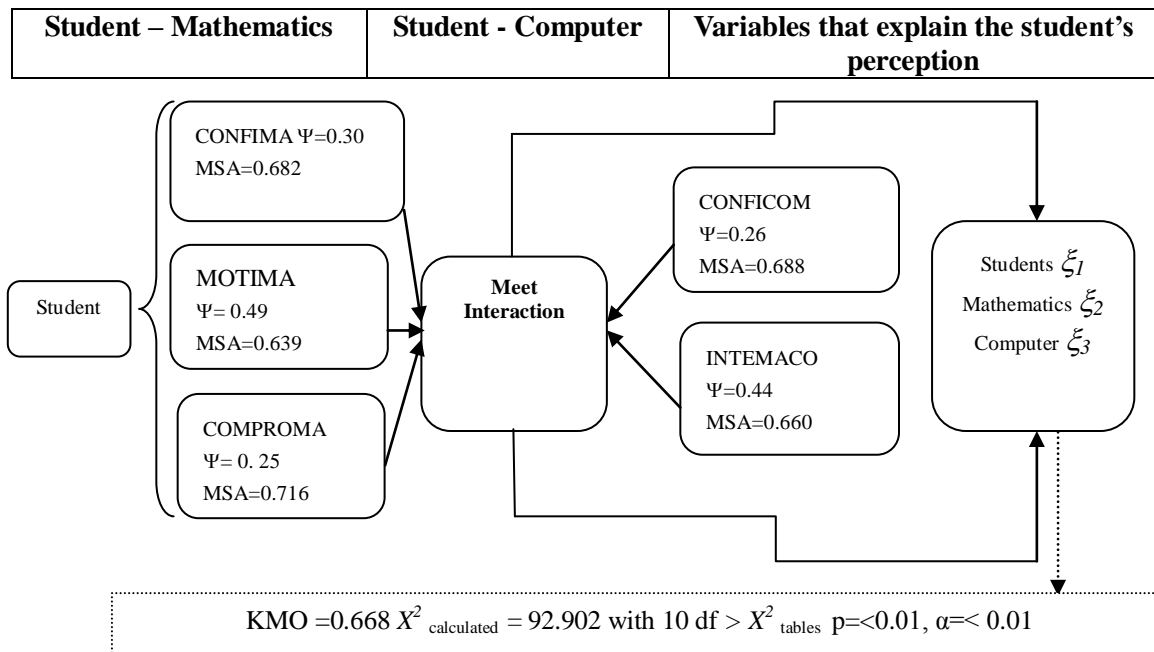 Student – Mathematics
Student - Computer
Variables that explain the student's
perception
Student
CONFIMA Ψ=0.30
MSA=0.682
MOTIMA
Ψ= 0.49
MSA=0.639
COMPROMA
Ψ= 0. 25
MSA=0.716
Meet
Interaction
CONFICOM
Ψ=0.26
MSA=0.688
INTEMACO
Ψ=0.44
MSA=0.660
Students ξ1
Mathematics ξ2
Computer ξ3
KMO =0.668 X² calculated = 92.902 with 10 df > X² tables p=<0.01, α=< 0.01